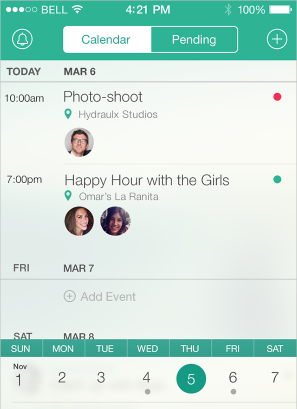 BELL 4:21 PM 100%
Calendar Pending
TODAY MAR 6
10:00am Photo-shoot
Hydraulx Studios
7:00pm Happy Hour with the Girls
Omar's La Ranita
FRI MAR 7
Add Event
SAT MAR 8
SUN MON TUE WED THU FRI SAT
Nov
1 2 3 4 5 6 7